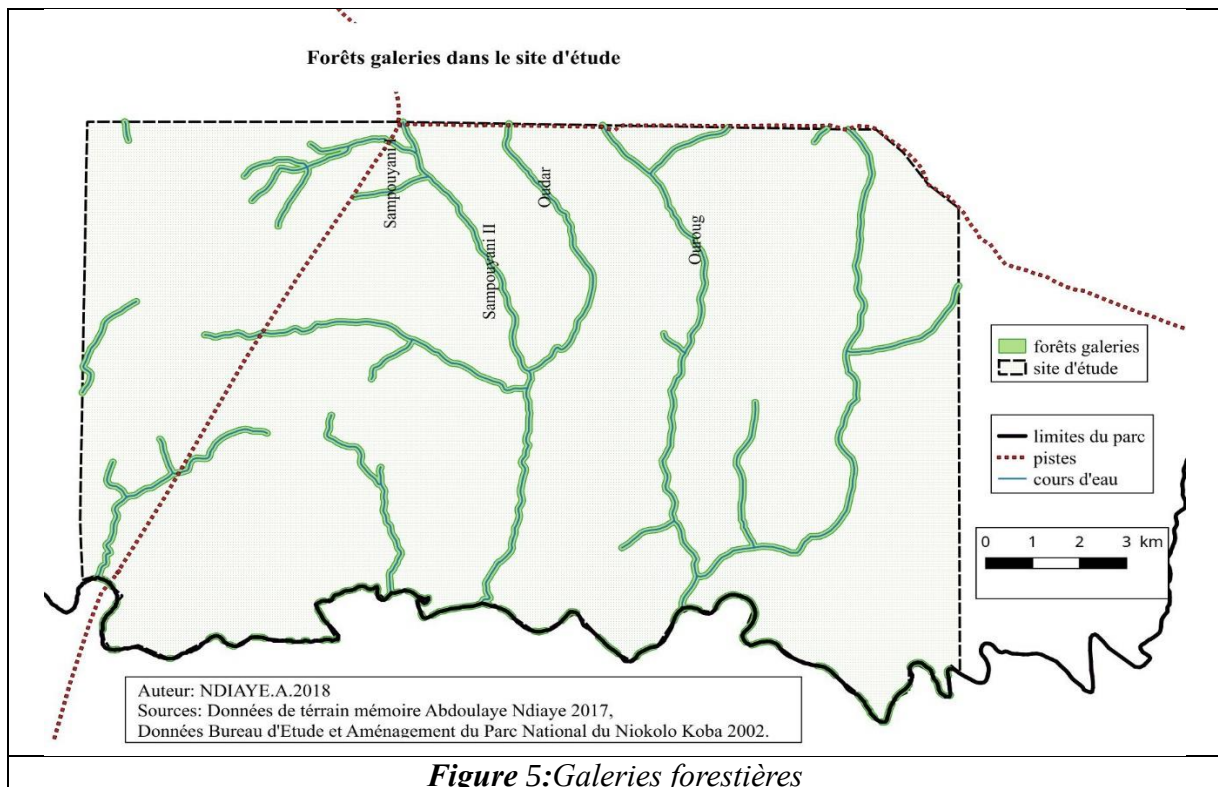 Forêts galeries dans le site d'étude
Sampouyani I
Sampouyani II
Oudar
Ouroug
forêts galeries
site d'étude
limites du parc
pistes
cours d'eau
0 1 2 3 km
Auteur: NDIAYE.A.2018
Sources: Données de térrain mémoire Abdoulaye Ndiaye 2017,
Données Bureau d'Etude et Aménagement du Parc National du Niokolo Koba 2002.
Figure 5:Galeries forestières